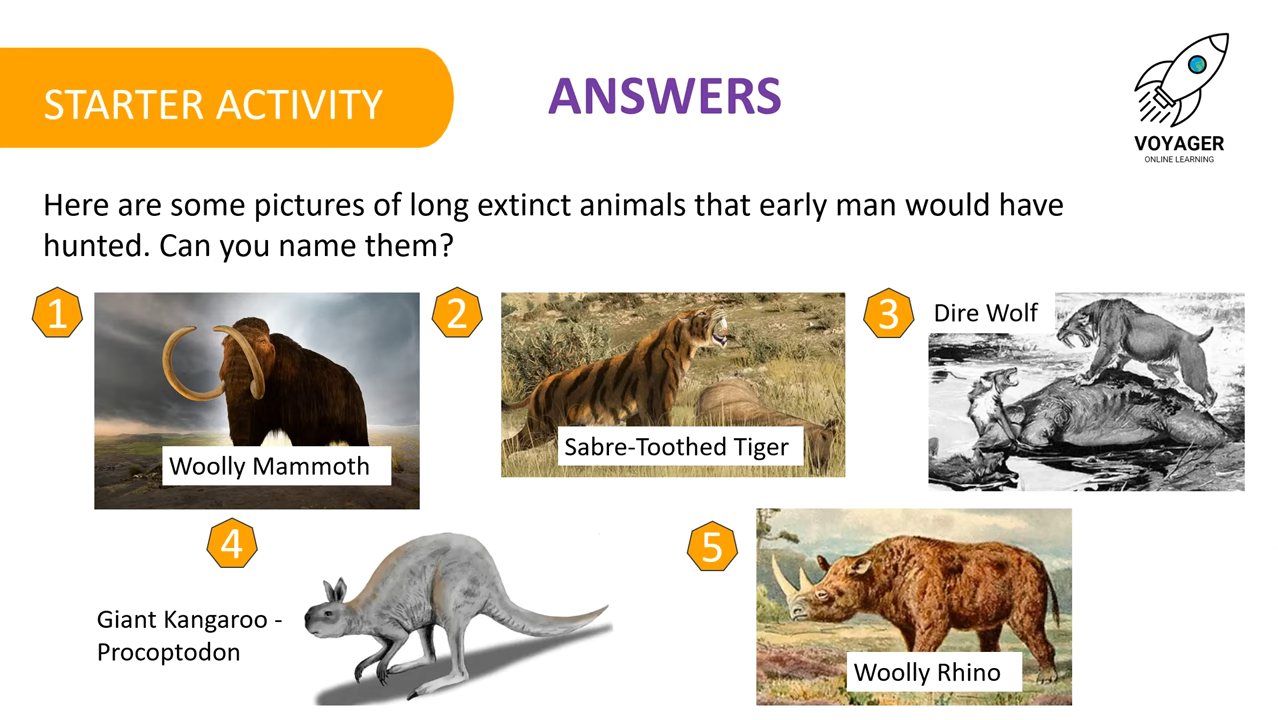 STARTER ACTIVITY
ANSWERS
VOYAGER
ONLINE LEARNING
Here are some pictures of long extinct animals that early man would have
hunted. Can you name them?
1
Woolly Mammoth
2
Sabre-Toothed Tiger
3
Dire Wolf
4
Giant Kangaroo -
Procoptodon
5
Woolly Rhino